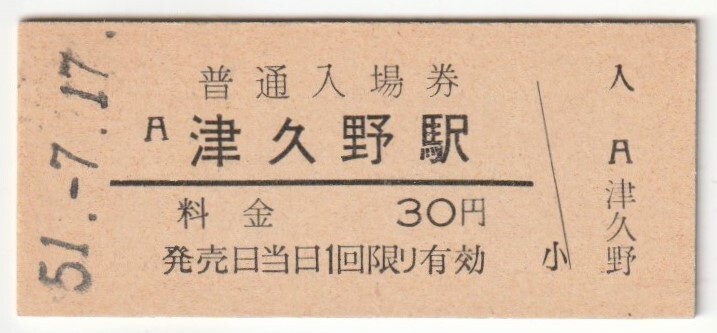 51.-7.17.
普通入場券
A 津久野駅
料金 30円
発売日当日1回限り有効
小
入
A
津久野